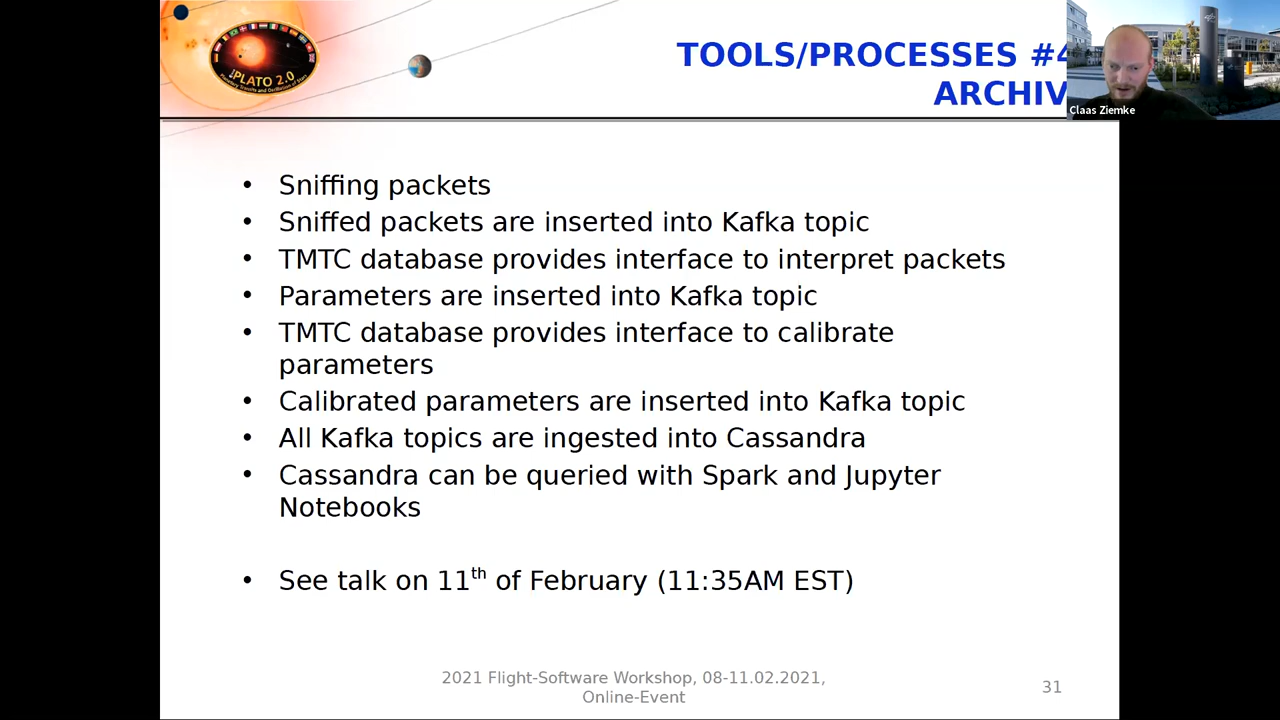 TOOLS/PROCESSES #4
ARCHIV
PLATO 2.0
Claas Ziemke
• Sniffing packets
• Sniffed packets are inserted into Kafka topic
• TMTC database provides interface to interpret packets
• Parameters are inserted into Kafka topic
• TMTC database provides interface to calibrate
parameters
• Calibrated parameters are inserted into Kafka topic
• All Kafka topics are ingested into Cassandra
• Cassandra can be queried with Spark and Jupyter
Notebooks
• See talk on 11th of February (11:35AM EST)
2021 Flight-Software Workshop, 08-11.02.2021,
Online-Event
31